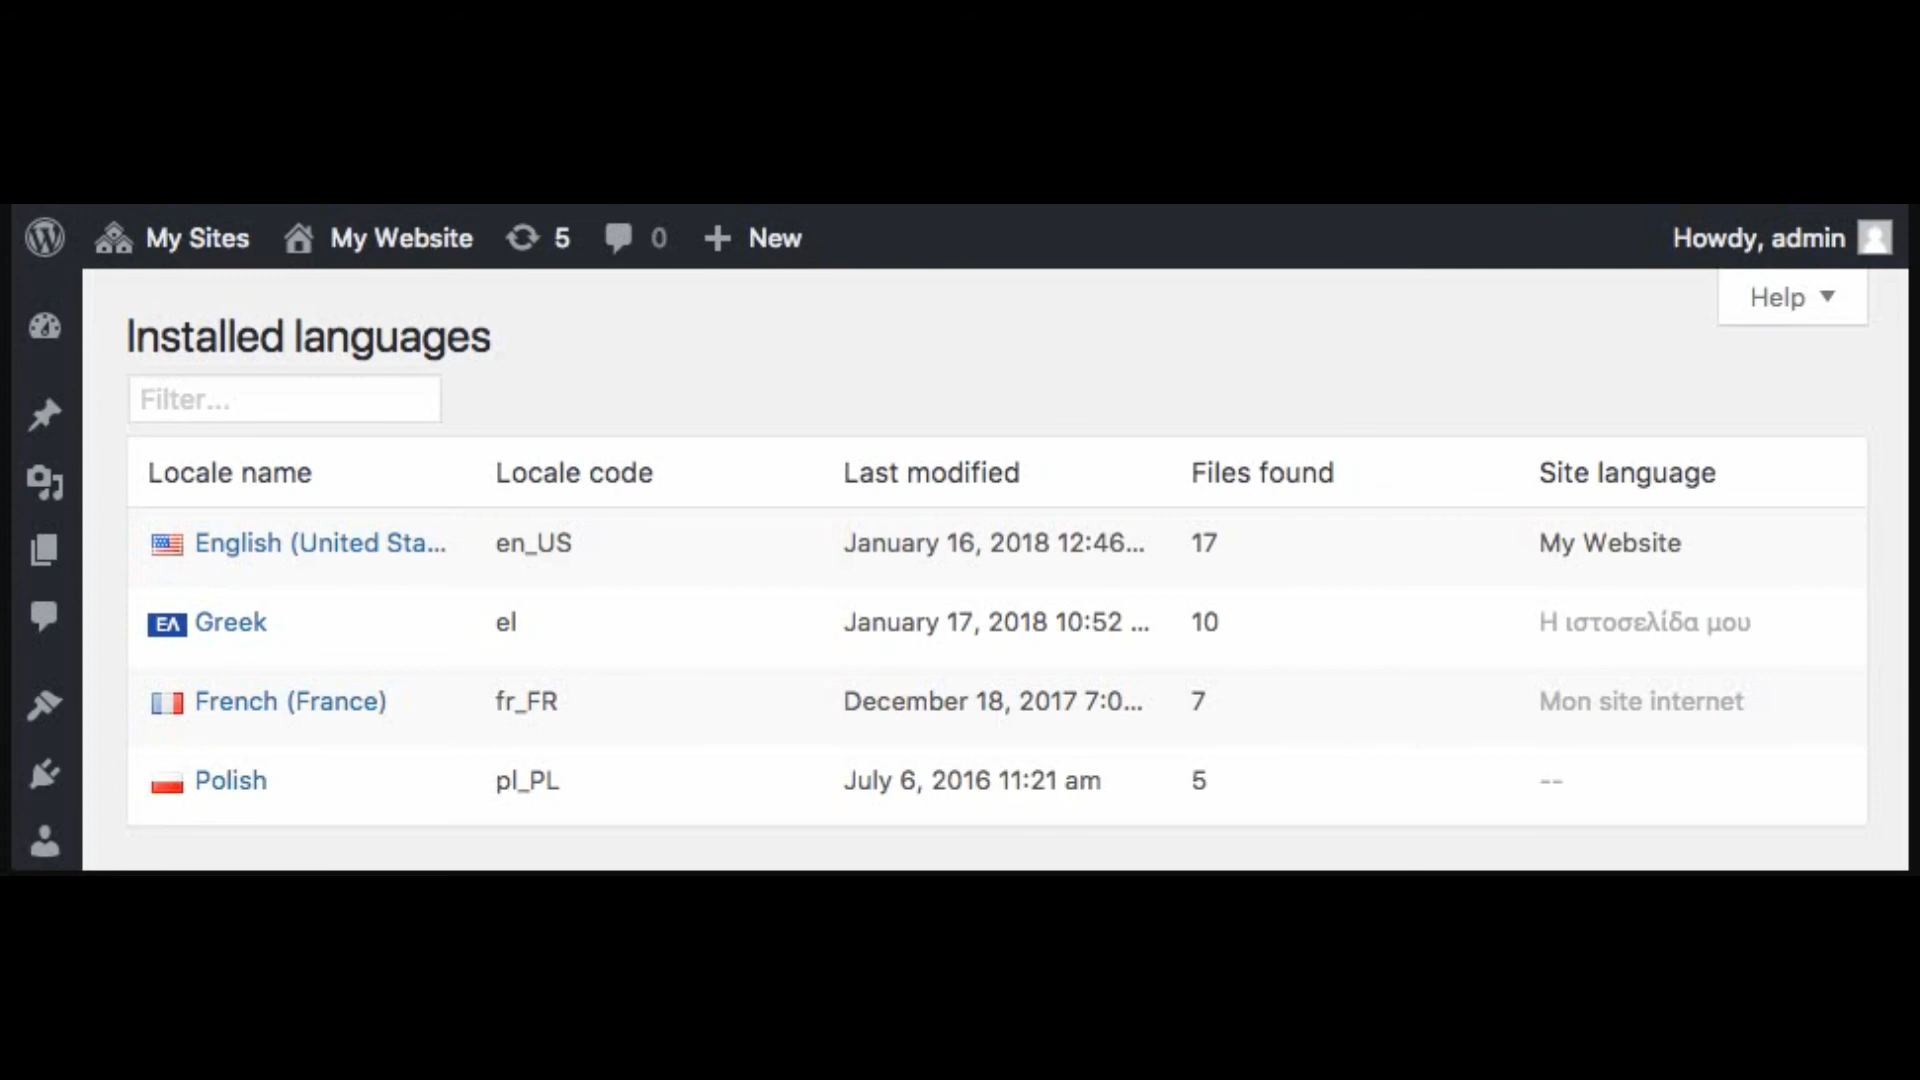 My Sites My Website 5 0 New Howdy, admin
Help
Installed languages
Filter...
Locale name Locale code Last modified Files found Site language
English (United Sta... en_US January 16, 2018 12:46... 17 My Website
ΕΛ Greek el January 17, 2018 10:52 ... 10 Η ιστοσελίδα μου
French (France) fr_FR December 18, 2017 7:0... 7 Mon site internet
Polish pl_PL July 6, 2016 11:21 am 5 --